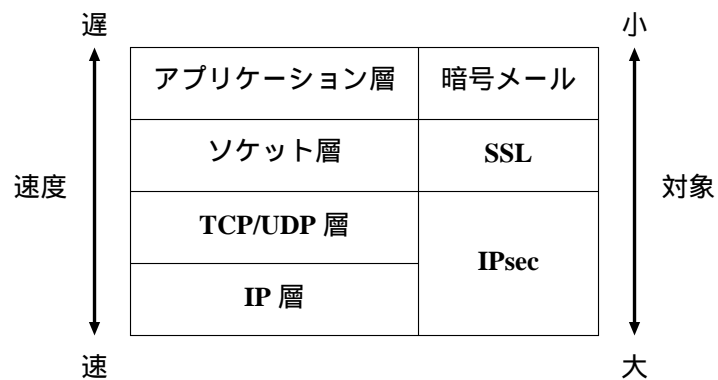 遅
小
アプリケーション層 暗号メール
ソケット層 SSL
速度
対象
TCP/UDP 層
IPsec
IP 層
速
大